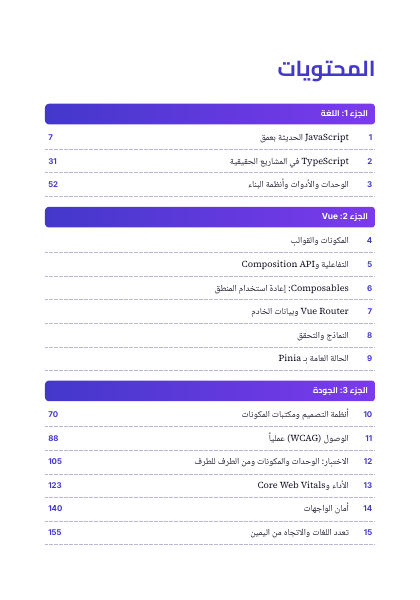 المحتويات
الجزء 1: اللغة
1 JavaScript الحديثة بعمق 7
2 TypeScript في المشاريع الحقيقية 31
3 الوحدات والأدوات وأنظمة البناء 52
الجزء 2: Vue
4 المكونات والقوالب
5 التفاعلية وComposition API
6 Composables: إعادة استخدام المنطق
7 Vue Router وبيانات الخادم
8 النماذج والتحقق
9 الحالة العامة بـ Pinia
الجزء 3: الجودة
10 أنظمة التصميم ومكتبات المكونات 70
11 الوصول (WCAG) عملياً 88
12 الاختبار: الوحدات والمكونات ومن الطرف للطرف 105
13 الأداء وCore Web Vitals 123
14 أمان الواجهات 140
15 تعدد اللغات والاتجاه من اليمين 155